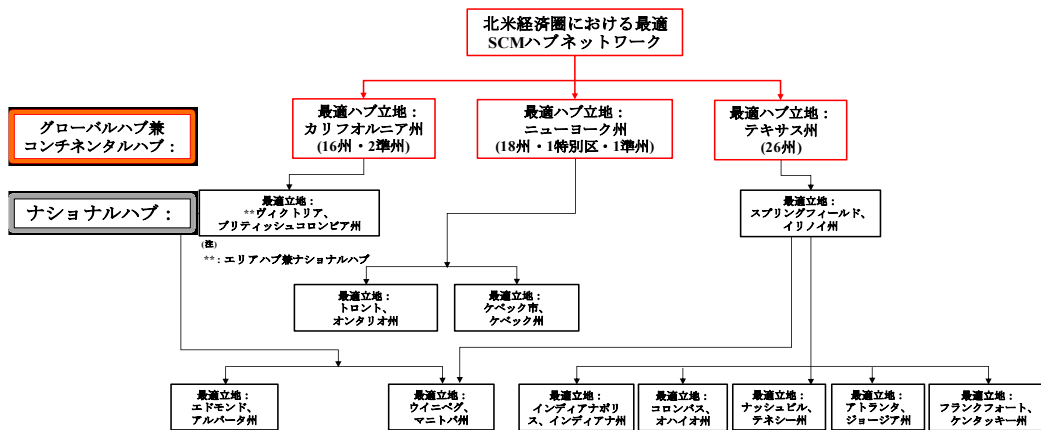 北米経済圏における最適
SCMハブネットワーク
グローバルハブ兼
コンチネンタルハブ：
最適ハブ立地：
カリフオルニア州
(16州・2準州)
最適ハブ立地：
ニューヨーク州
(18州・1特別区・1準州)
最適ハブ立地：
テキサス州
(26州)
ナショナルハブ：
最適立地：
**ヴィクトリア、
ブリティッシュコロンビア州
最適立地：
スプリングフィールド、
イリノイ州
(注)
**：エリアハブ兼ナショナルハブ
最適立地：
トロント、
オンタリオ州
最適立地：
ケベック市、
ケベック州
最適立地：
エドモンド、
アルバータ州
最適立地：
ウイニペグ、
マニトバ州
最適立地：
インディアナポリ
ス、インディアナ州
最適立地：
コロンバス、
オハイオ州
最適立地：
ナッシュビル、
テネシー州
最適立地：
アトランタ、
ジョージア州
最適立地：
フランクフォート、
ケンタッキー州